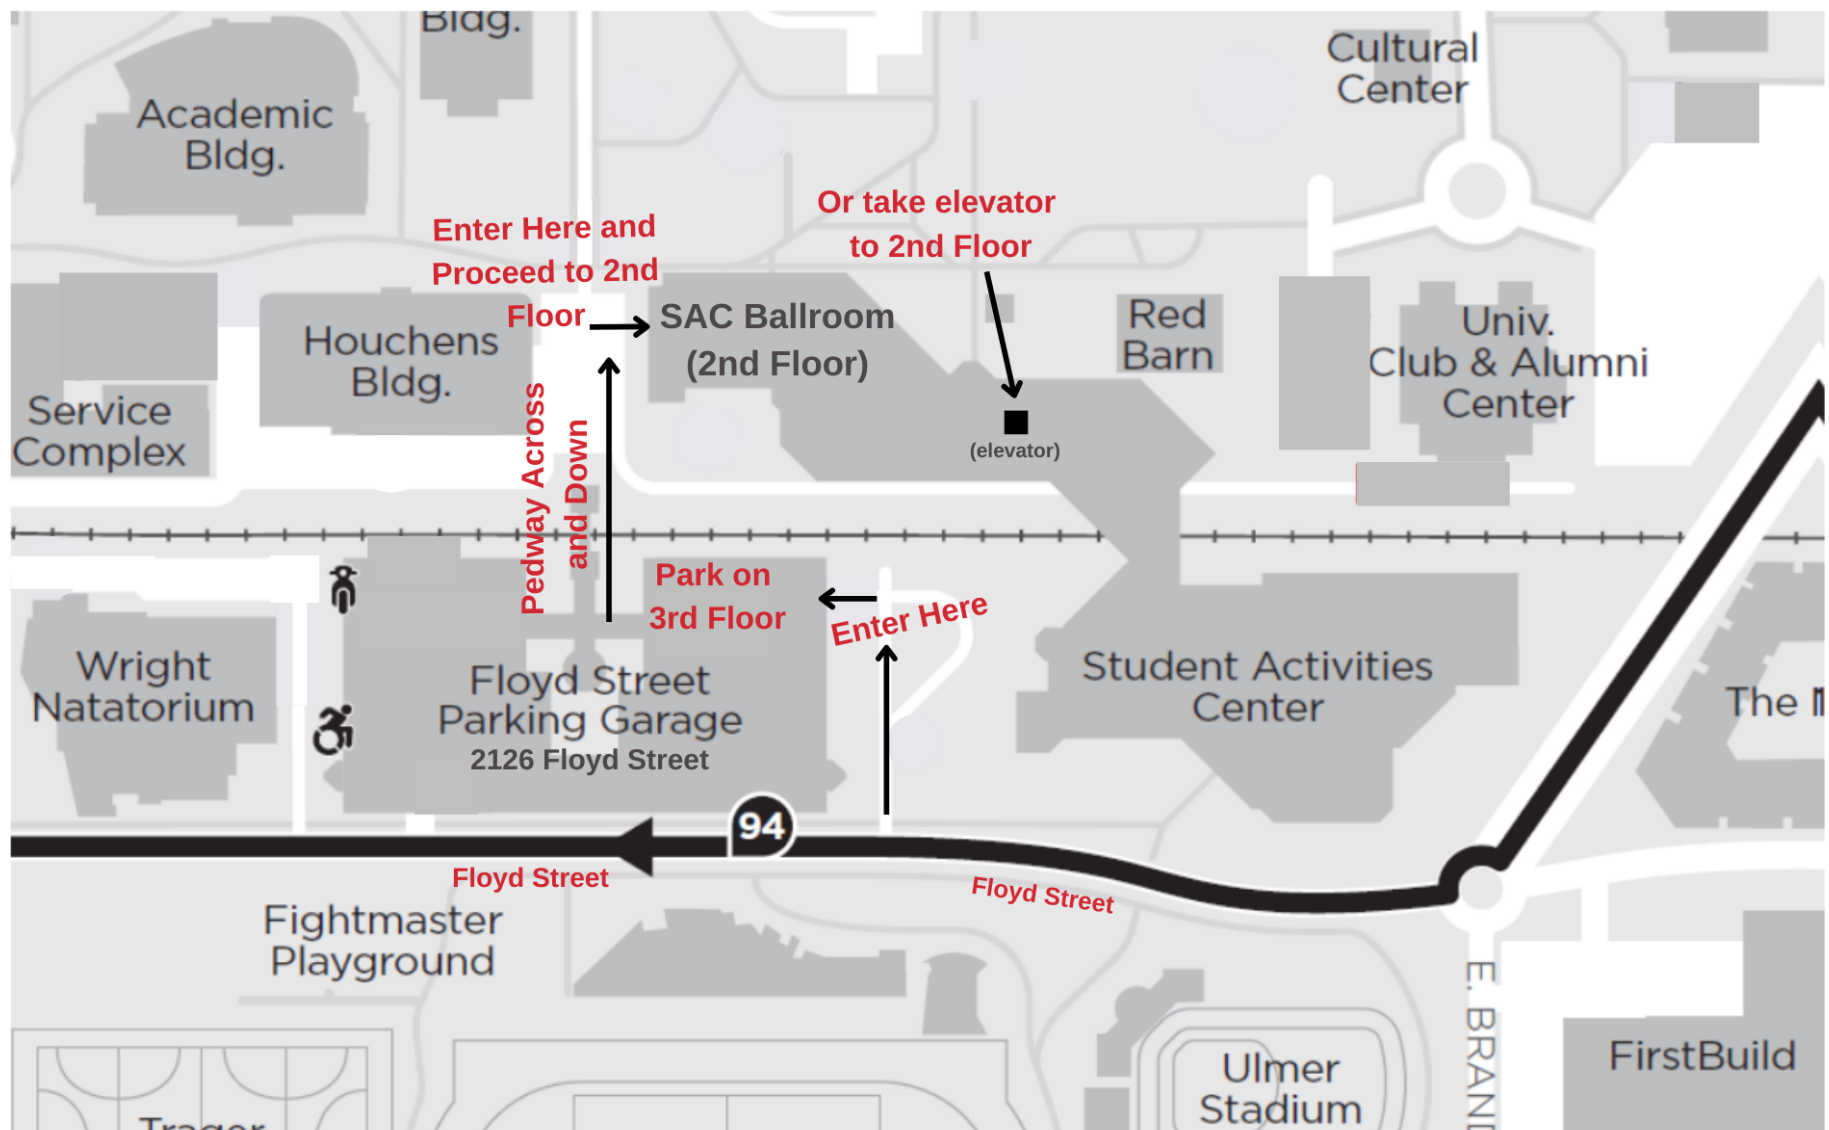 Bldg.
Cultural
Center
Academic
Bldg.
Enter Here and
Proceed to 2nd
Floor
Or take elevator
to 2nd Floor
SAC Ballroom
(2nd Floor)
Red
Barn
Univ.
Club & Alumni
Center
Houchens
Bldg.
Service
Complex
(elevator)
Pedway Across
and Down
Park on
3rd Floor
Enter Here
Wright
Natatorium
Floyd Street
Parking Garage
2126 Floyd Street
Student Activities
Center
The
94
Floyd Street
Floyd Street
Fightmaster
Playground
E. BRAND
Ulmer
Stadium
FirstBuild
Trager